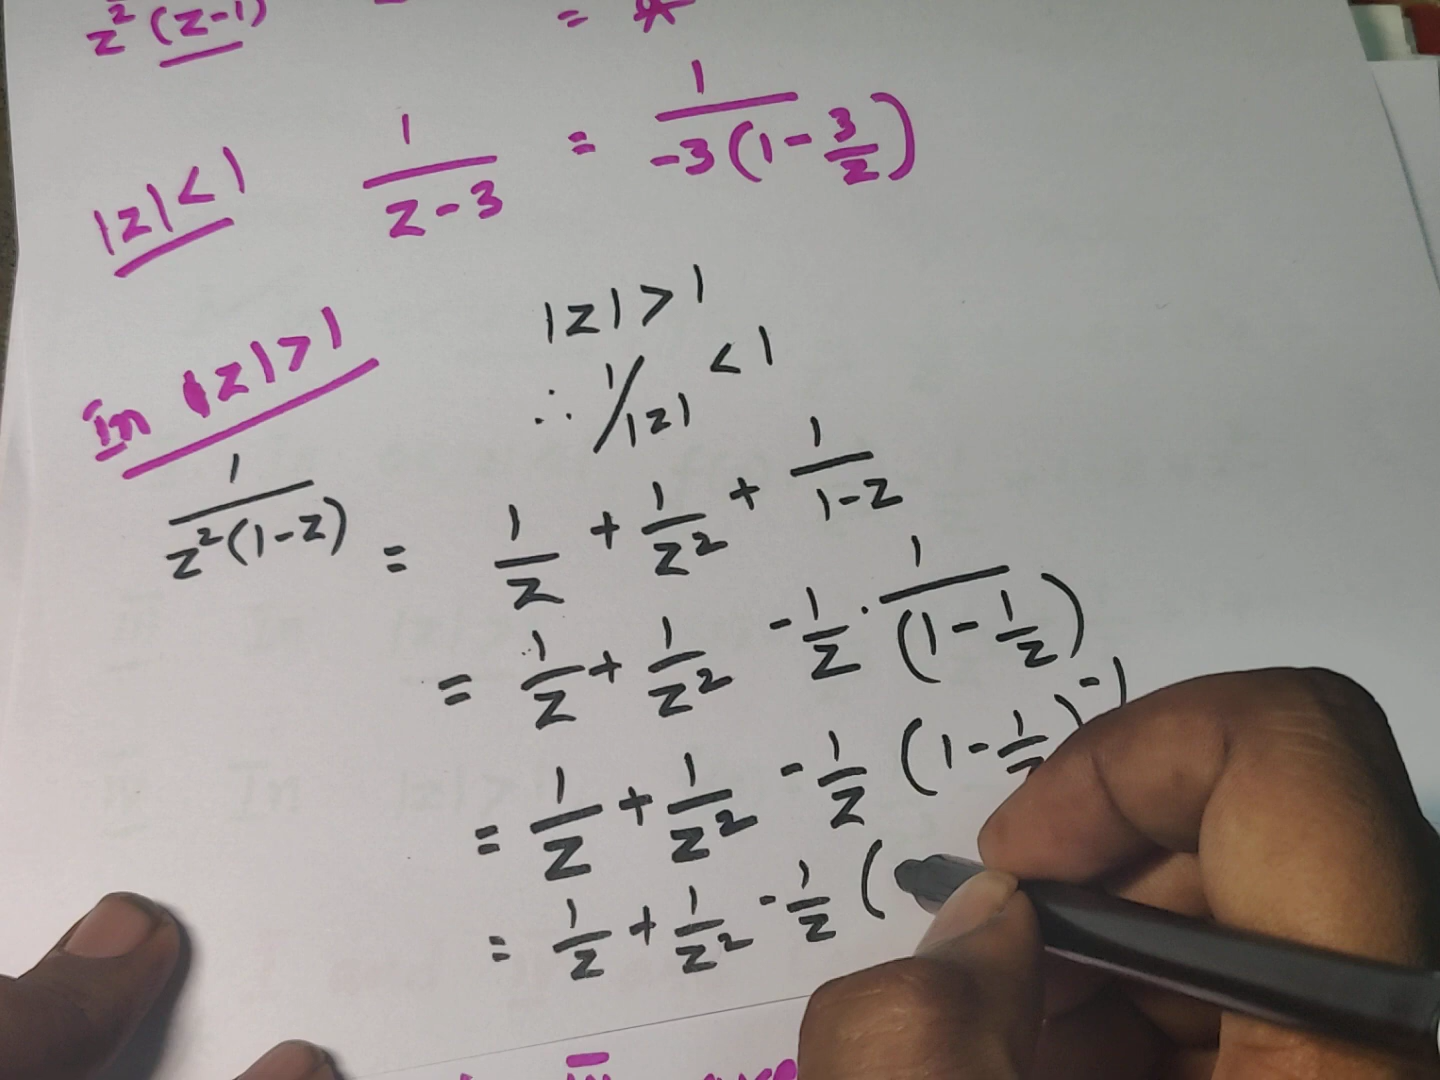 z²(z-1) =
|z|<1 1/(z-3) = 1/(-3(1-3/z))
In |z|>1 |z|>1
∴ 1/|z| <1
1/(z²(1-z)) = 1/z + 1/z² + 1/(1-z)
= 1/z + 1/z² - 1/z · 1/(1-1/z)
= 1/z + 1/z² - 1/z (1-1/z)⁻¹
= 1/z + 1/z² - 1/z (